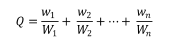 Q = w₁/W₁ + w₂/W₂ + ⋯ + wₙ/Wₙ